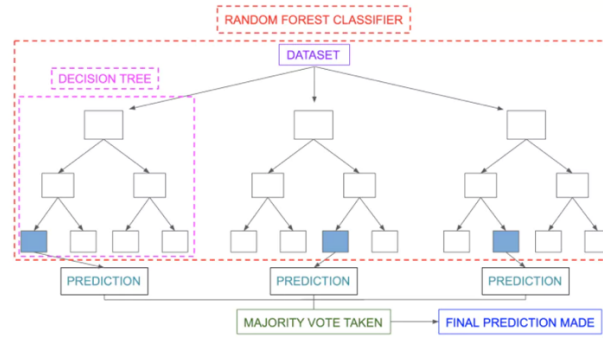 RANDOM FOREST CLASSIFIER
DATASET
DECISION TREE
PREDICTION
PREDICTION
PREDICTION
MAJORITY VOTE TAKEN
FINAL PREDICTION MADE